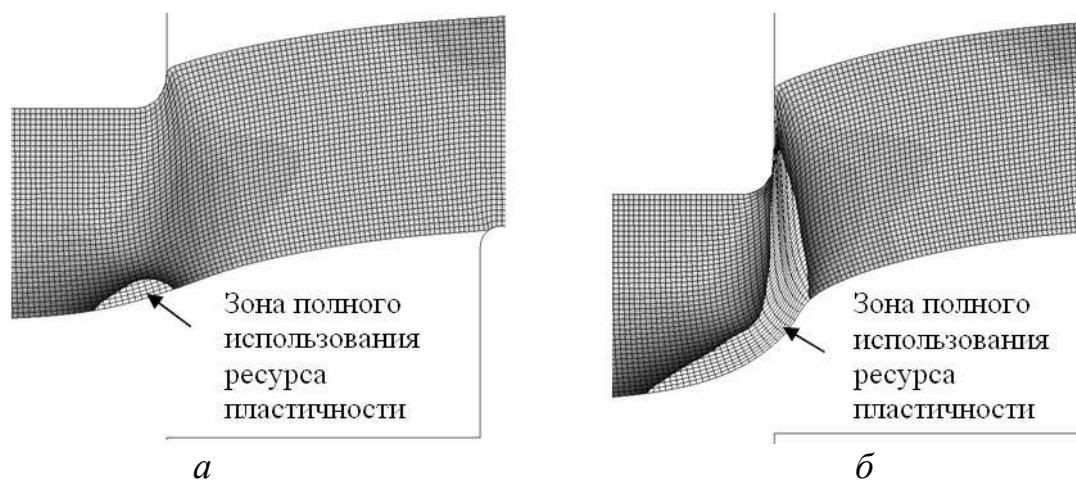 Зона полного
использования
ресурса
пластичности
Зона полного
использования
ресурса
пластичности
а
б